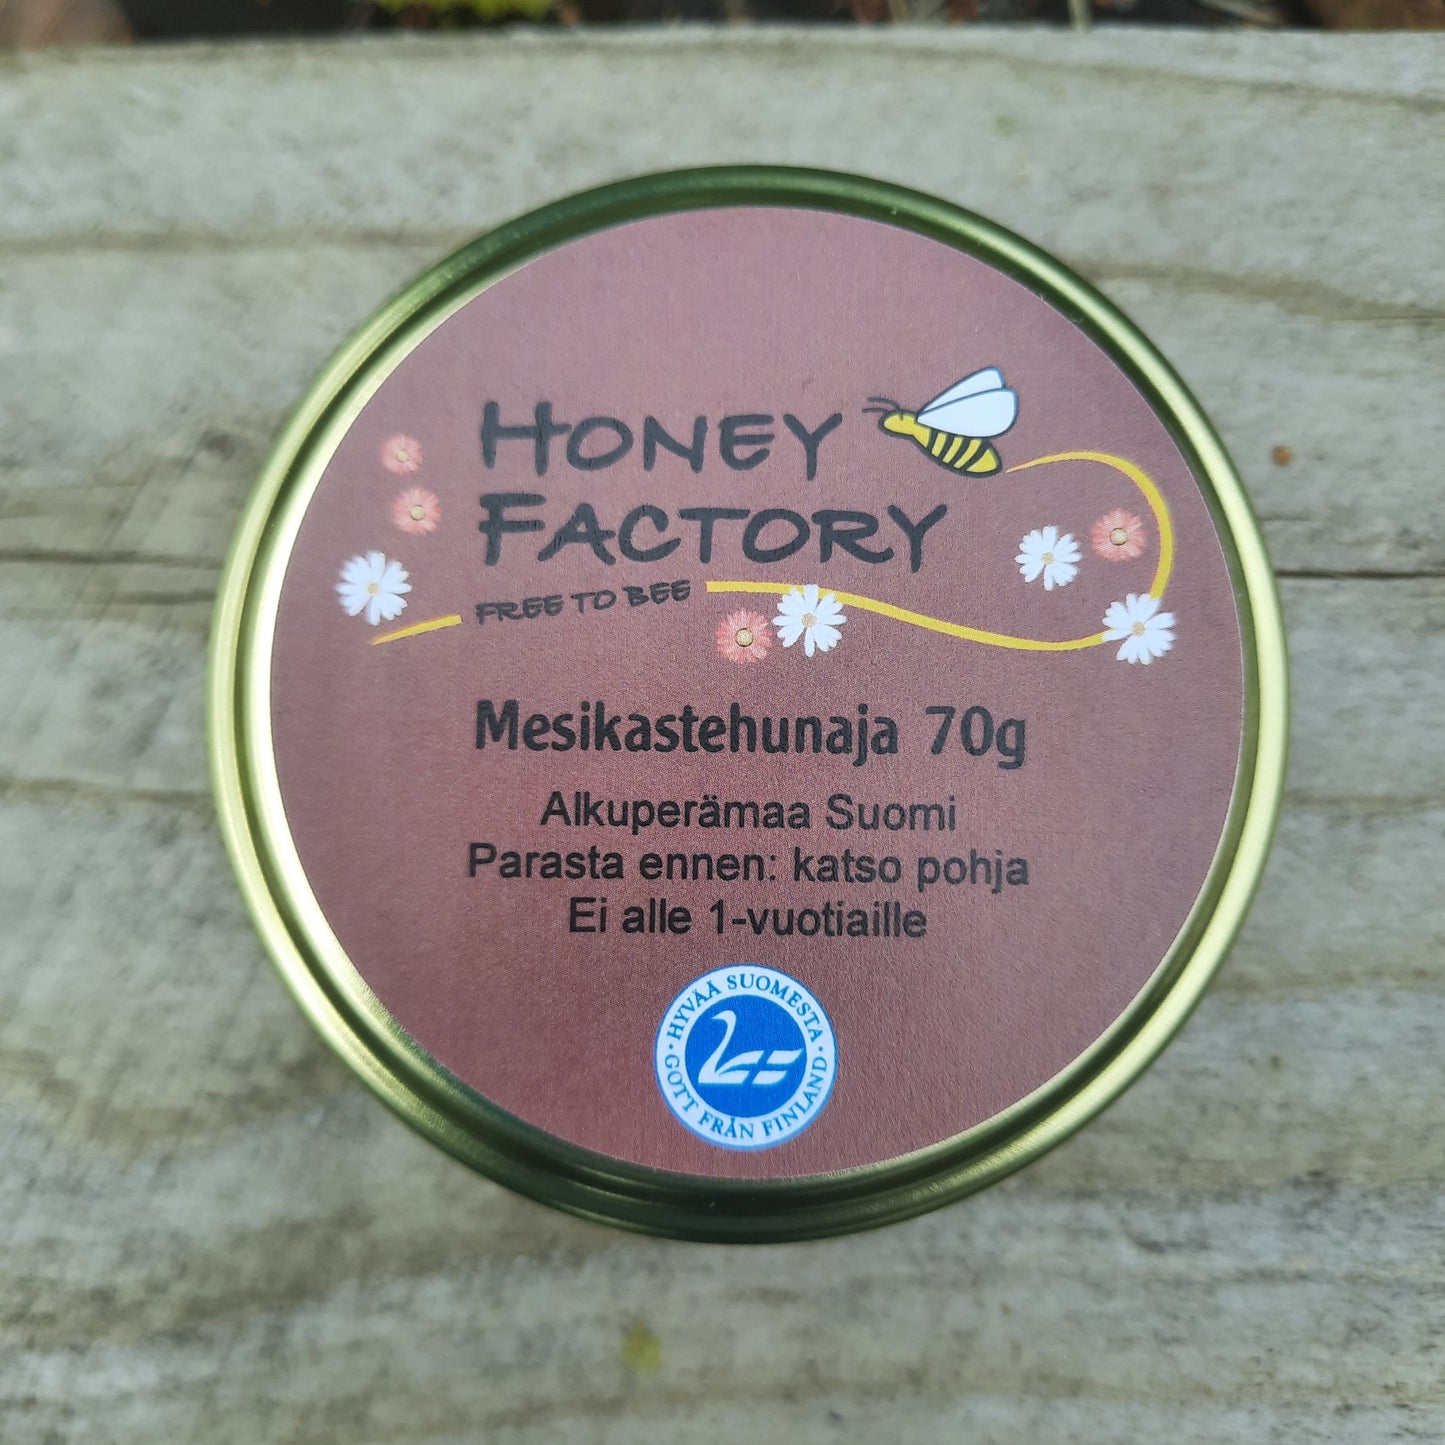 HONEY
FACTORY
FREE TO BEE
Mesikastehunaja 70g
Alkuperämaa Suomi
Parasta ennen: katso pohja
Ei alle 1-vuotiaille
HYVÄÄ SUOMESTA
GOTT FRÅN FINLAND